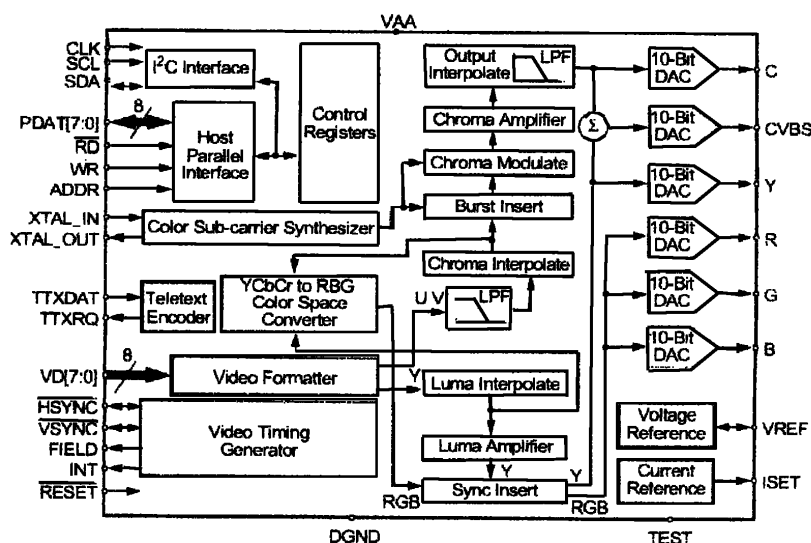 VAA
CLK
SCL
SDA
I²C Interface
Control
Registers
Output
Interpolate
LPF
10-Bit
DAC
C
8
PDAT[7:0]
RD
WR
ADDR
Host
Parallel
Interface
Chroma Amplifier
Σ
10-Bit
DAC
CVBS
Chroma Modulate
10-Bit
DAC
Y
XTAL_IN
XTAL_OUT
Color Sub-carrier Synthesizer
Burst Insert
10-Bit
DAC
R
Chroma Interpolate
TTXDAT
TTXRQ
Teletext
Encoder
YCbCr to RBG
Color Space
Converter
U V
LPF
10-Bit
DAC
G
10-Bit
DAC
B
8
VD[7:0]
Video Formatter
Y
Luma Interpolate
HSYNC
VSYNC
FIELD
INT
RESET
Video Timing
Generator
Luma Amplifier
Y
Y
Sync Insert
RGB
RGB
Voltage
Reference
VREF
Current
Reference
ISET
DGND
TEST